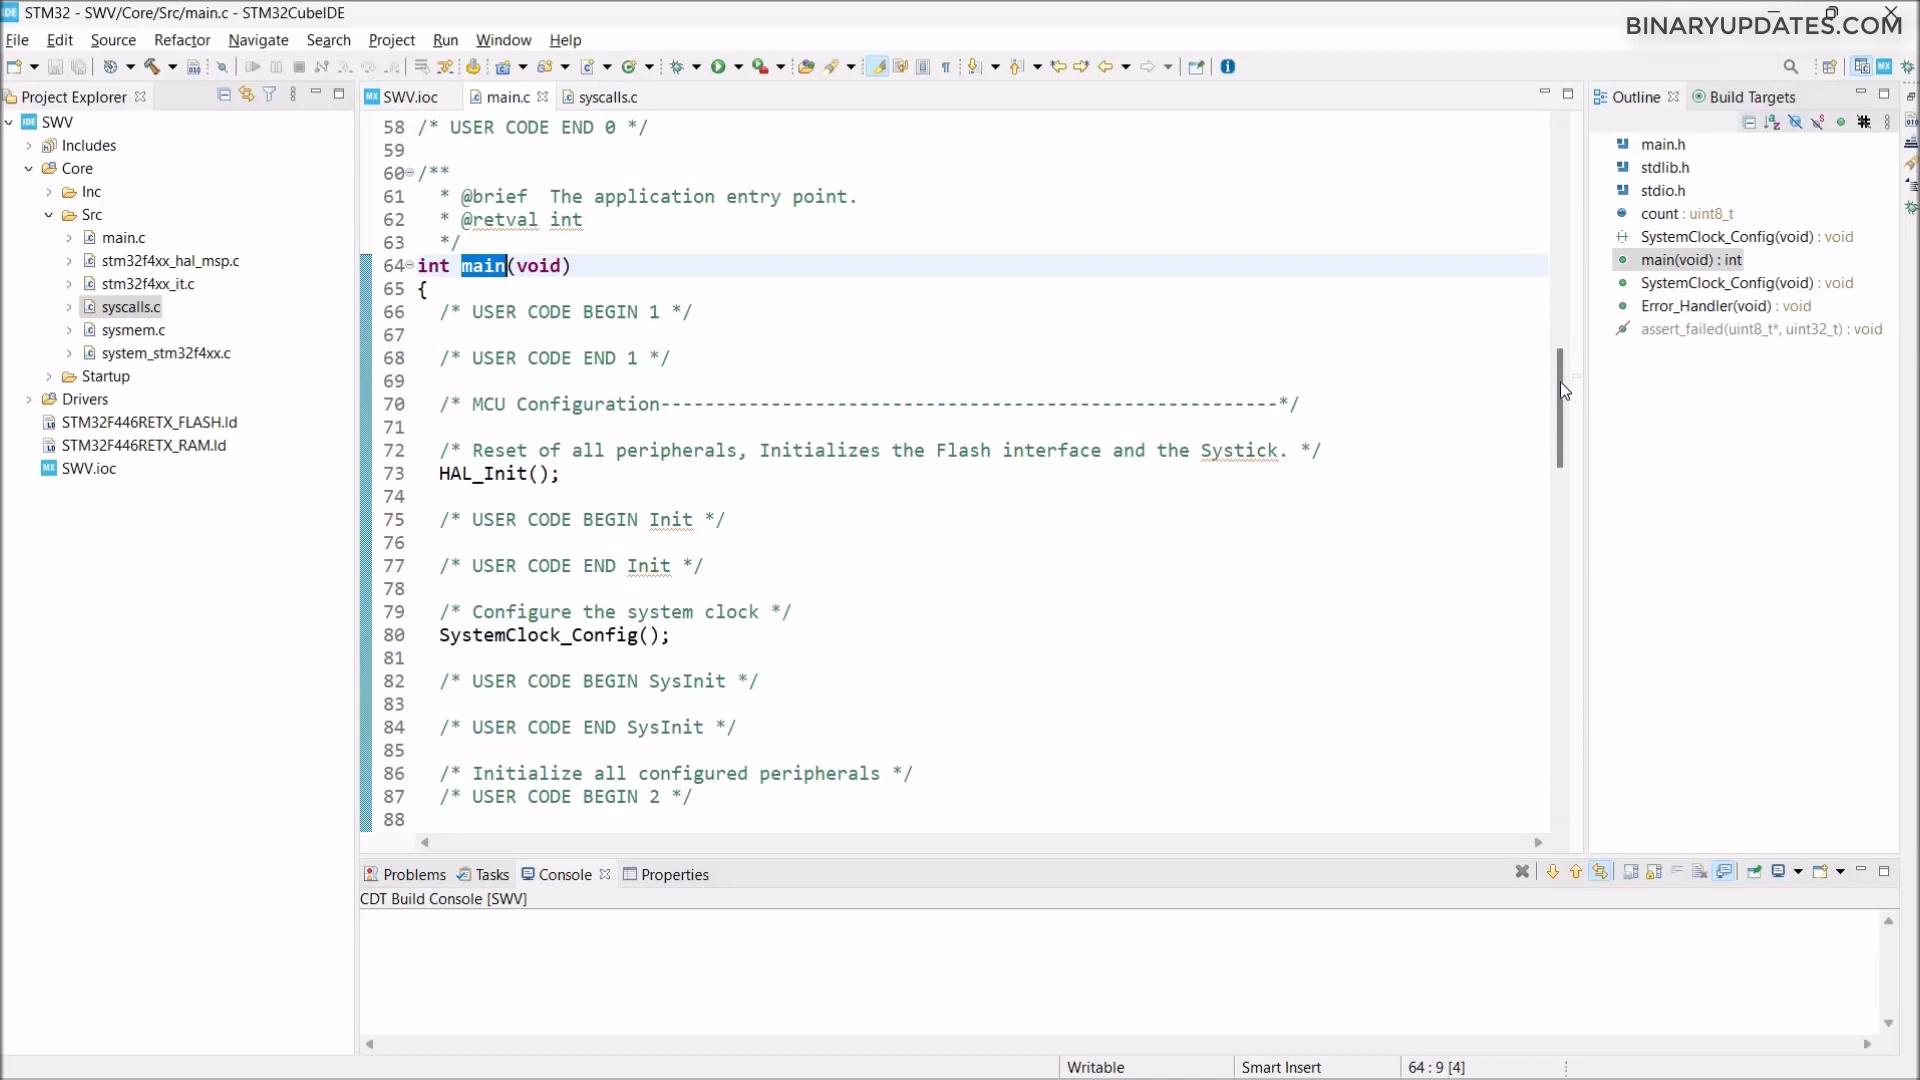 STM32 - SWV/Core/Src/main.c - STM32CubeIDE
BINARYUPDATES.COM
File Edit Source Refactor Navigate Search Project Run Window Help
Project Explorer
SWV
Includes
Core
Inc
Src
main.c
stm32f4xx_hal_msp.c
stm32f4xx_it.c
syscalls.c
sysmem.c
system_stm32f4xx.c
Startup
Drivers
STM32F446RETX_FLASH.ld
STM32F446RETX_RAM.ld
SWV.ioc
SWV.ioc main.c syscalls.c
58 /* USER CODE END 0 */
59
60 /**
61 * @brief The application entry point.
62 * @retval int
63 */
64 int main(void)
65 {
66 /* USER CODE BEGIN 1 */
67
68 /* USER CODE END 1 */
69
70 /* MCU Configuration--------------------------------------------------------*/
71
72 /* Reset of all peripherals, Initializes the Flash interface and the Systick. */
73 HAL_Init();
74
75 /* USER CODE BEGIN Init */
76
77 /* USER CODE END Init */
78
79 /* Configure the system clock */
80 SystemClock_Config();
81
82 /* USER CODE BEGIN SysInit */
83
84 /* USER CODE END SysInit */
85
86 /* Initialize all configured peripherals */
87 /* USER CODE BEGIN 2 */
88
Outline Build Targets
main.h
stdlib.h
stdio.h
count : uint8_t
SystemClock_Config(void) : void
main(void) : int
SystemClock_Config(void) : void
Error_Handler(void) : void
assert_failed(uint8_t*, uint32_t) : void
Problems Tasks Console Properties
CDT Build Console [SWV]
Writable Smart Insert 64 : 9 [4]